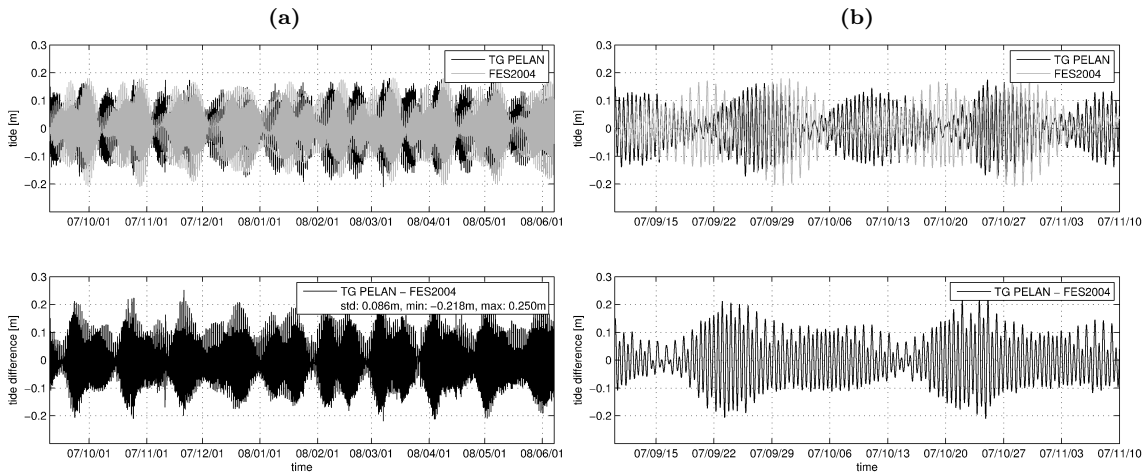 (a)
(b)
0.3
0.2
0.1
0
−0.1
−0.2
tide [m]
TG PELAN
FES2004
07/10/01 07/11/01 07/12/01 08/01/01 08/02/01 08/03/01 08/04/01 08/05/01 08/06/01
0.3
0.2
0.1
0
−0.1
−0.2
tide [m]
TG PELAN
FES2004
07/09/15 07/09/22 07/09/29 07/10/06 07/10/13 07/10/20 07/10/27 07/11/03 07/11/10
0.3
0.2
0.1
0
−0.1
−0.2
tide difference [m]
TG PELAN − FES2004
std: 0.086m, min: −0.218m, max: 0.250m
07/10/01 07/11/01 07/12/01 08/01/01 08/02/01 08/03/01 08/04/01 08/05/01 08/06/01
time
0.3
0.2
0.1
0
−0.1
−0.2
tide difference [m]
TG PELAN − FES2004
07/09/15 07/09/22 07/09/29 07/10/06 07/10/13 07/10/20 07/10/27 07/11/03 07/11/10
time